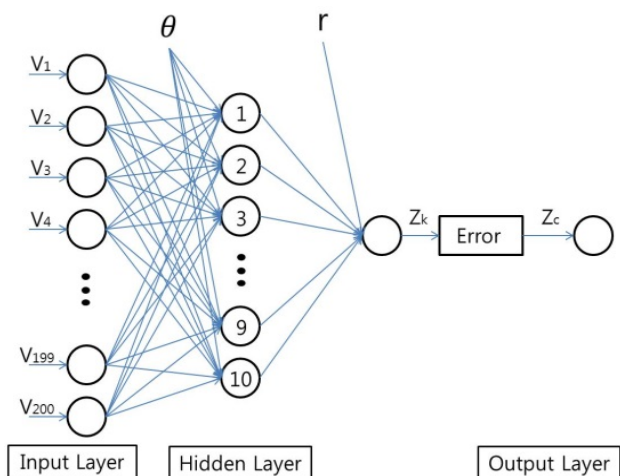 θ
r
V1
V2
V3
V4
V199
V200
1
2
3
9
10
Zk
Error
Zc
Input Layer
Hidden Layer
Output Layer